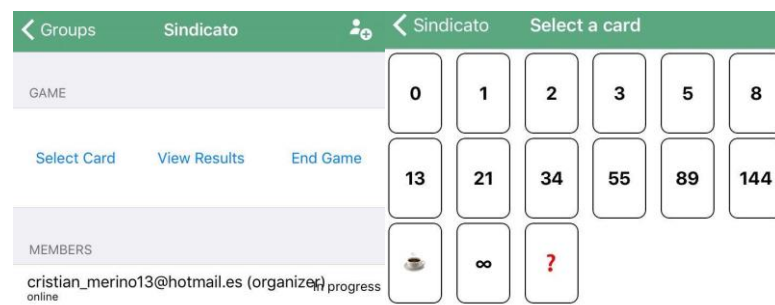 Groups Sindicato
GAME
Select Card View Results End Game
MEMBERS
cristian_merino13@hotmail.es (organizer) in progress
online
Sindicato Select a card
0 1 2 3 5 8
13 21 34 55 89 144
∞ ?